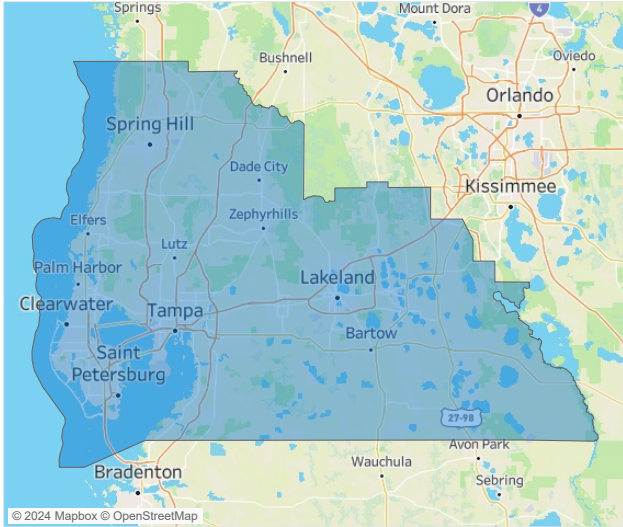 Springs
Mount Dora
4
Bushnell
Oviedo
Orlando
Spring Hill
Dade City
Kissimmee
Elfers
Zephyrhills
Lutz
Palm Harbor
Lakeland
Clearwater
Tampa
Bartow
Saint
Petersburg
27-98
Avon Park
Bradenton
Wauchula
Sebring
© 2024 Mapbox © OpenStreetMap